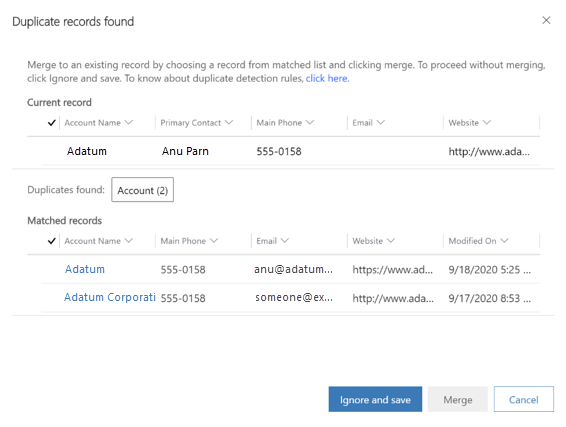 Duplicate records found
Merge to an existing record by choosing a record from matched list and clicking merge. To proceed without merging,
click Ignore and save. To know about duplicate detection rules, click here.
Current record
Account Name Primary Contact Main Phone Email Website
Adatum Anu Parn 555-0158 http://www.ada...
Duplicates found: Account (2)
Matched records
Account Name Main Phone Email Website Modified On
Adatum 555-0158 anu@adatum... https://www.ad... 9/18/2020 5:25 ...
Adatum Corporati 555-0158 someone@ex... http://www.ada... 9/17/2020 8:53 ...
Ignore and save Merge Cancel